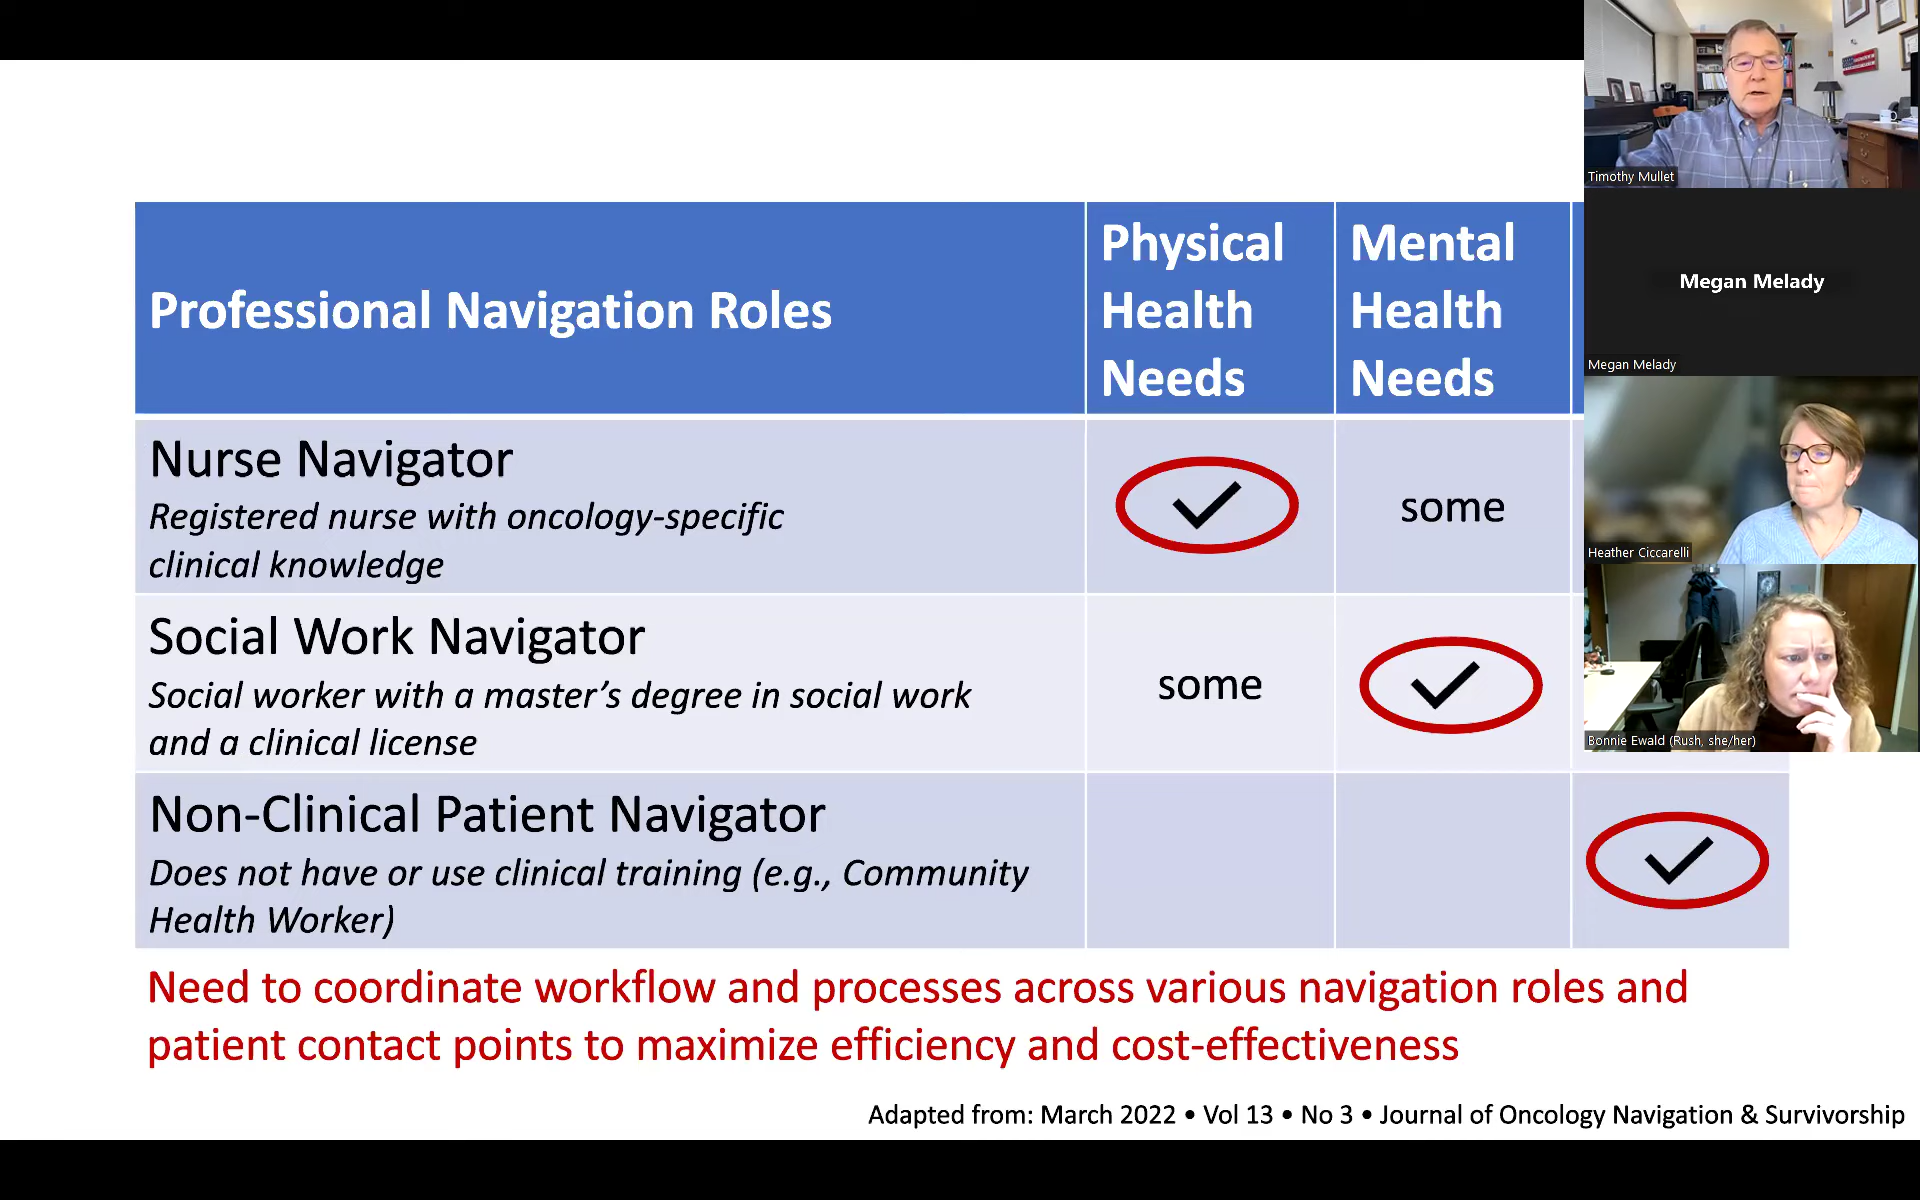 Professional Navigation Roles
Physical
Health
Needs
Mental
Health
Needs
Nurse Navigator
Registered nurse with oncology-specific
clinical knowledge
some
Social Work Navigator
Social worker with a master’s degree in social work
and a clinical license
some
Non-Clinical Patient Navigator
Does not have or use clinical training (e.g., Community
Health Worker)
Need to coordinate workflow and processes across various navigation roles and
patient contact points to maximize efficiency and cost-effectiveness
Adapted from: March 2022 • Vol 13 • No 3 • Journal of Oncology Navigation & Survivorship
Timothy Mullet
Megan Melady
Megan Melady
Heather Ciccarelli
Bonnie Ewald (Rush, she/her)